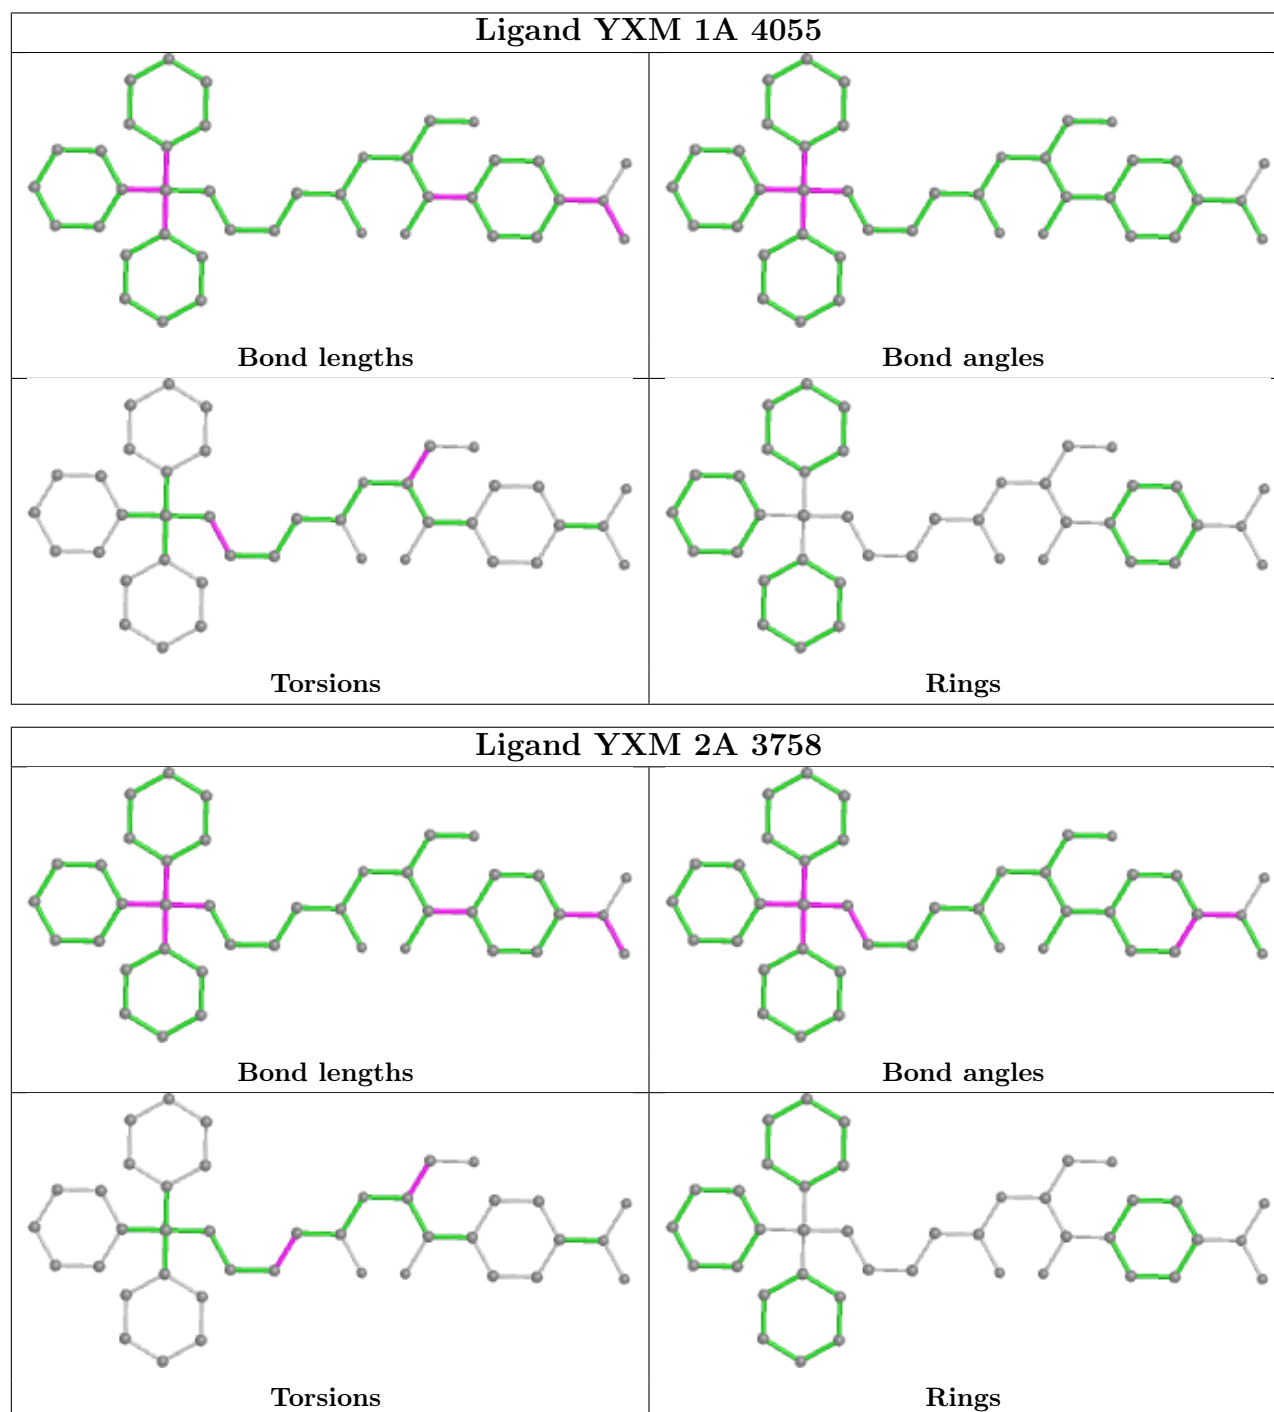 Ligand YXM 1A 4055
Bond lengths
Bond angles
Torsions
Rings
Ligand YXM 2A 3758
Bond lengths
Bond angles
Torsions
Rings